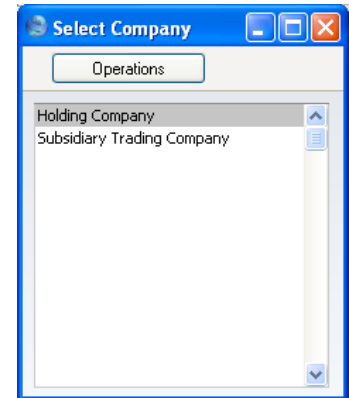 Select Company
Operations
Holding Company
Subsidiary Trading Company